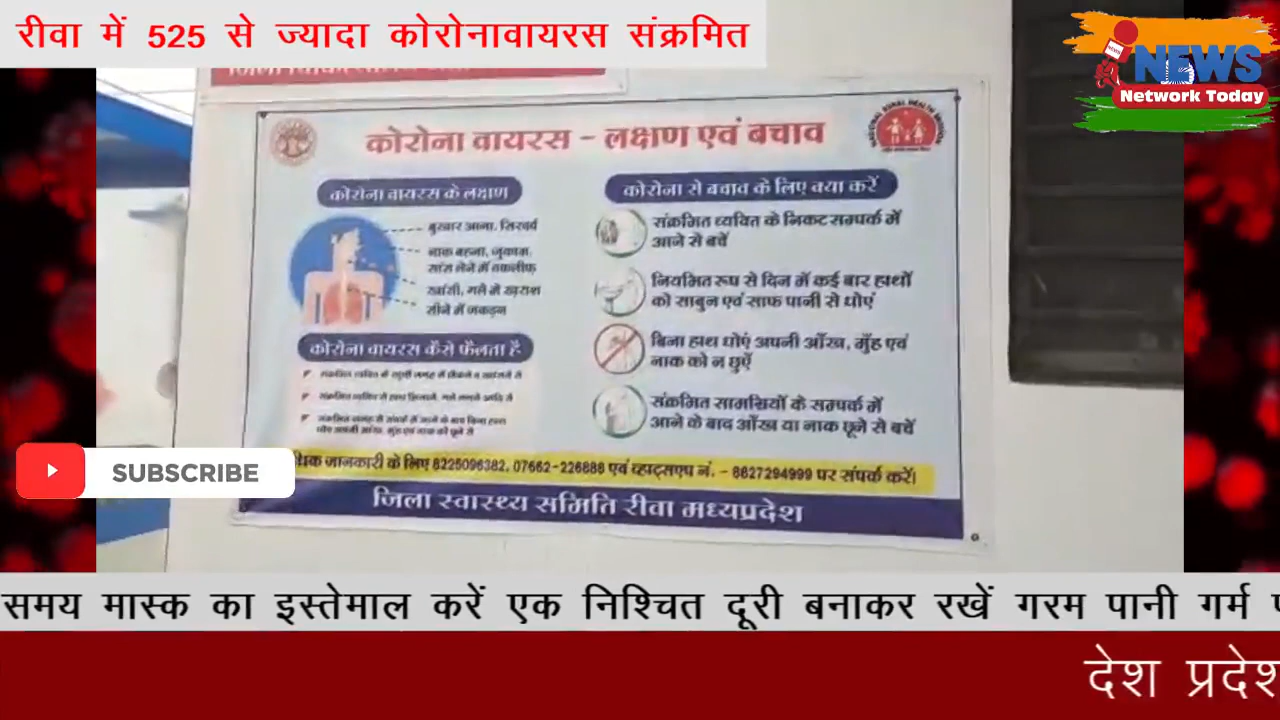 रीवा में 525 से ज्यादा कोरोनावायरस संक्रमित
NEWS
Network Today
कोरोना वायरस - लक्षण एवं बचाव
कोरोना वायरस के लक्षण
बुखार आना, सिरदर्द
नाक बहना, जुकाम,
सांस लेने में तकलीफ
खांसी, गले में खराश
सीने में जकड़न
कोरोना वायरस कैसे फैलता है
कोरोना से बचाव के लिए क्या करें
संक्रमित व्यक्ति के निकट सम्पर्क में
आने से बचें
नियमित रूप से दिन में कई बार हाथों
को साबुन एवं साफ पानी से धोएं
बिना हाथ धोएं अपनी आँख, मुँह एवं
नाक को न छुएँ
संक्रमित सामग्रियों के सम्पर्क में
आने के बाद आँख या नाक छूने से बचें
जानकारी के लिए 8225096382, 07662-226888 एवं व्हाट्सएप नं. - 8827294999 पर संपर्क करें।
जिला स्वास्थ्य समिति रीवा मध्यप्रदेश
SUBSCRIBE
समय मास्क का इस्तेमाल करें एक निश्चित दूरी बनाकर रखें गरम पानी गर्म
देश प्रदेश